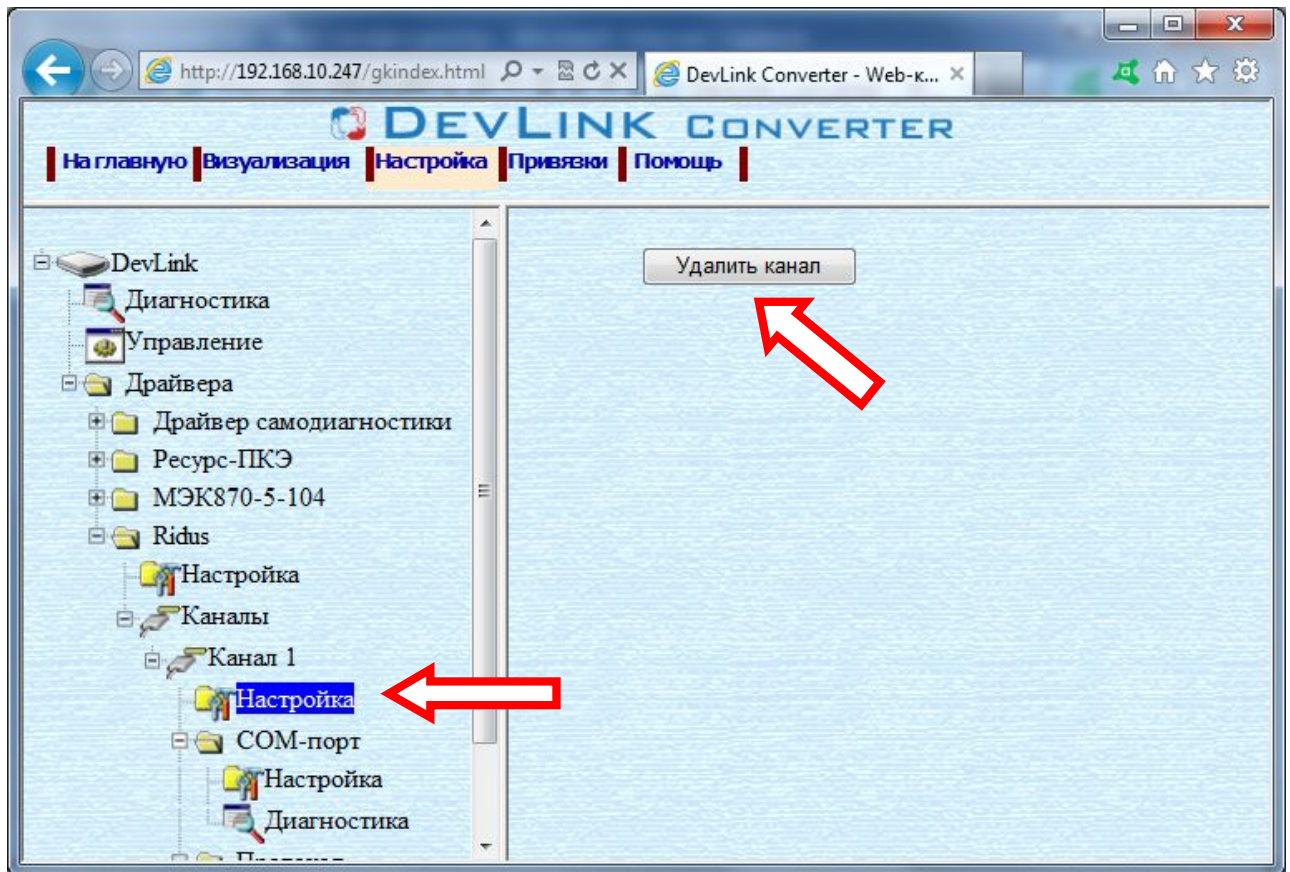 http://192.168.10.247/gkindex.html
DevLink Converter - Web-к...
DEVLINK CONVERTER
На главную Визуализация Настройка Привязки Помощь
DevLink
Диагностика
Управление
Драйвера
Драйвер самодиагностики
Ресурс-ПКЭ
МЭК870-5-104
Ridus
Настройка
Каналы
Канал 1
Настройка
COM-порт
Настройка
Диагностика
Удалить канал